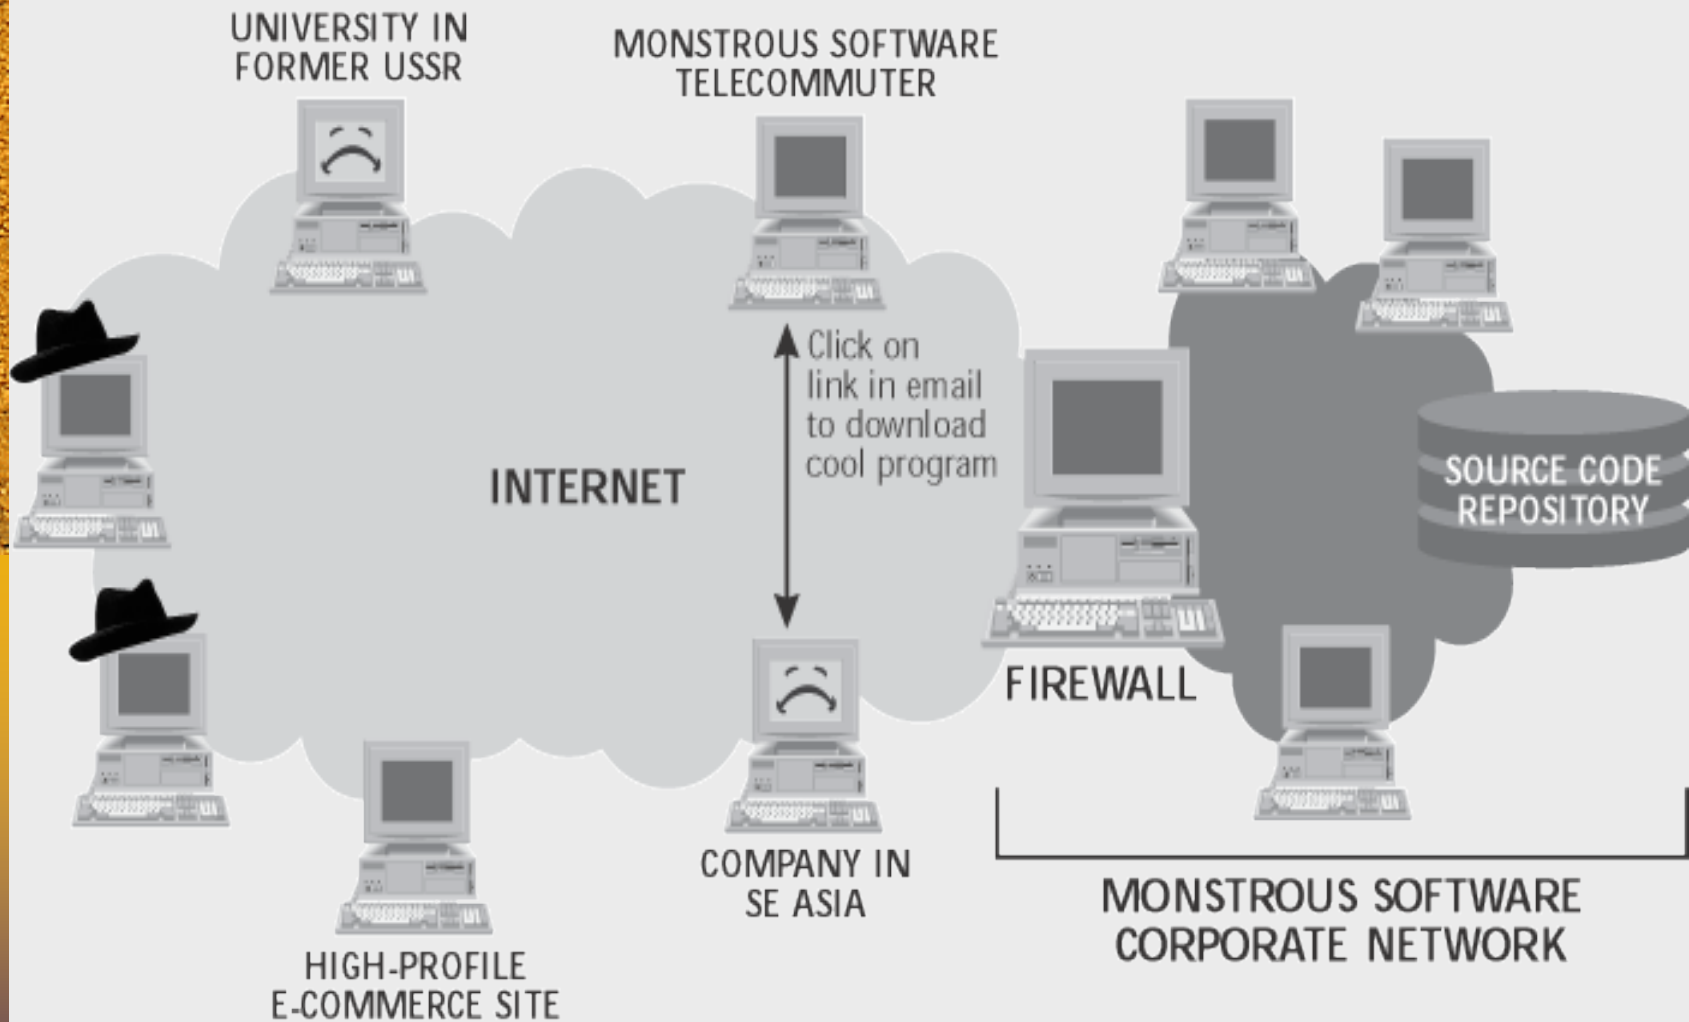 UNIVERSITY IN
FORMER USSR
MONSTROUS SOFTWARE
TELECOMMUTER
Click on
link in email
to download
cool program
INTERNET
SOURCE CODE
REPOSITORY
FIREWALL
COMPANY IN
SE ASIA
MONSTROUS SOFTWARE
CORPORATE NETWORK
HIGH-PROFILE
E-COMMERCE SITE